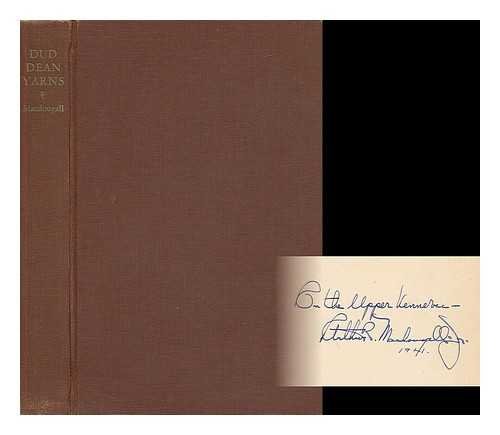 DUD
DEAN
YARNS
Macdougall
On the Upper Kennebec —
Arthur R. Macdougall Jr.
1941.